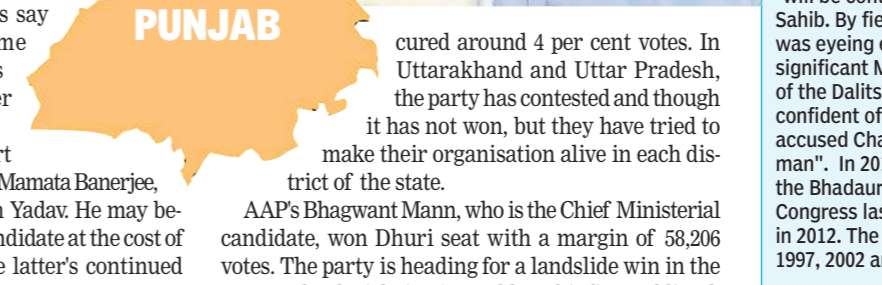 s say
me
s
er
rt
Mamata Banerjee,
n Yadav. He may be-
ndidate at the cost of
e latter's continued
PUNJAB
cured around 4 per cent votes. In
Uttarakhand and Uttar Pradesh,
the party has contested and though
it has not won, but they have tried to
make their organisation alive in each dis-
trict of the state.
AAP's Bhagwant Mann, who is the Chief Ministerial
candidate, won Dhuri seat with a margin of 58,206
votes. The party is heading for a landslide win in the
Sahib. By fie
was eyeing
significant M
of the Dalits
confident of
accused Cha
man". In 20
the Bhadaur
Congress las
in 2012. The
1997, 2002 a